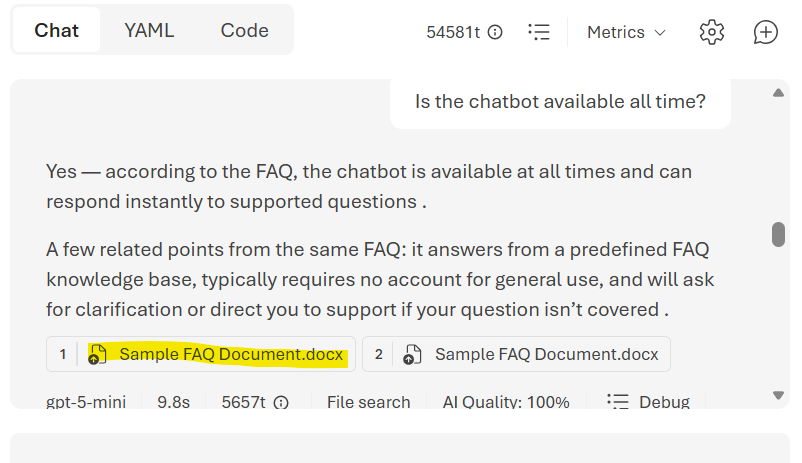 Chat YAML Code 54581t Metrics
Is the chatbot available all time?
Yes — according to the FAQ, the chatbot is available at all times and can
respond instantly to supported questions .
A few related points from the same FAQ: it answers from a predefined FAQ
knowledge base, typically requires no account for general use, and will ask
for clarification or direct you to support if your question isn’t covered .
1 Sample FAQ Document.docx 2 Sample FAQ Document.docx
gpt-5-mini 9.8s 5657t File search AI Quality: 100% Debug